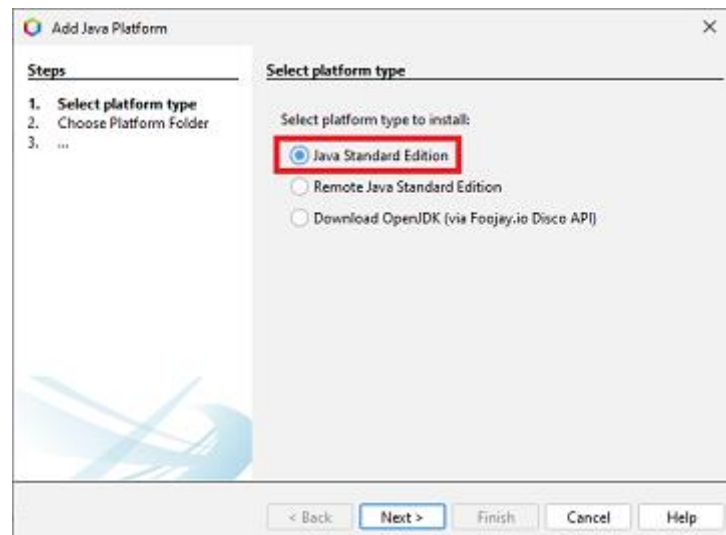 Add Java Platform
Steps
1. Select platform type
2. Choose Platform Folder
3. ...
Select platform type
Select platform type to install:
Java Standard Edition
Remote Java Standard Edition
Download OpenJDK (via Foojay.io Disco API)
< Back Next > Finish Cancel Help